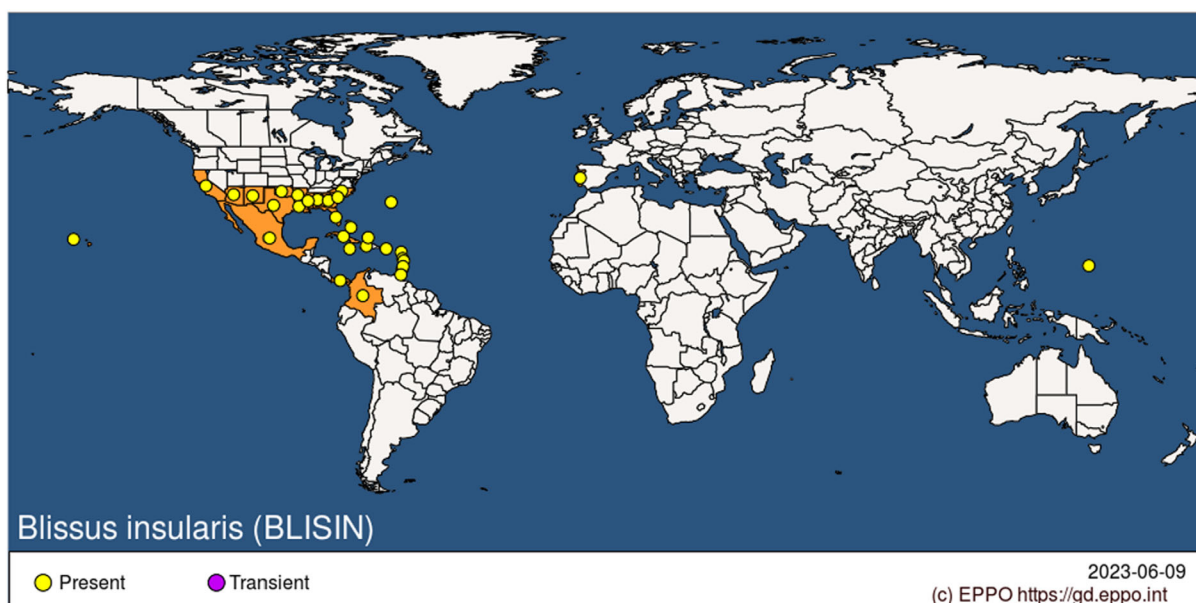 Blissus insularis (BLISIN)
Present
Transient
2023-06-09
(c) EPPO https://gd.eppo.int